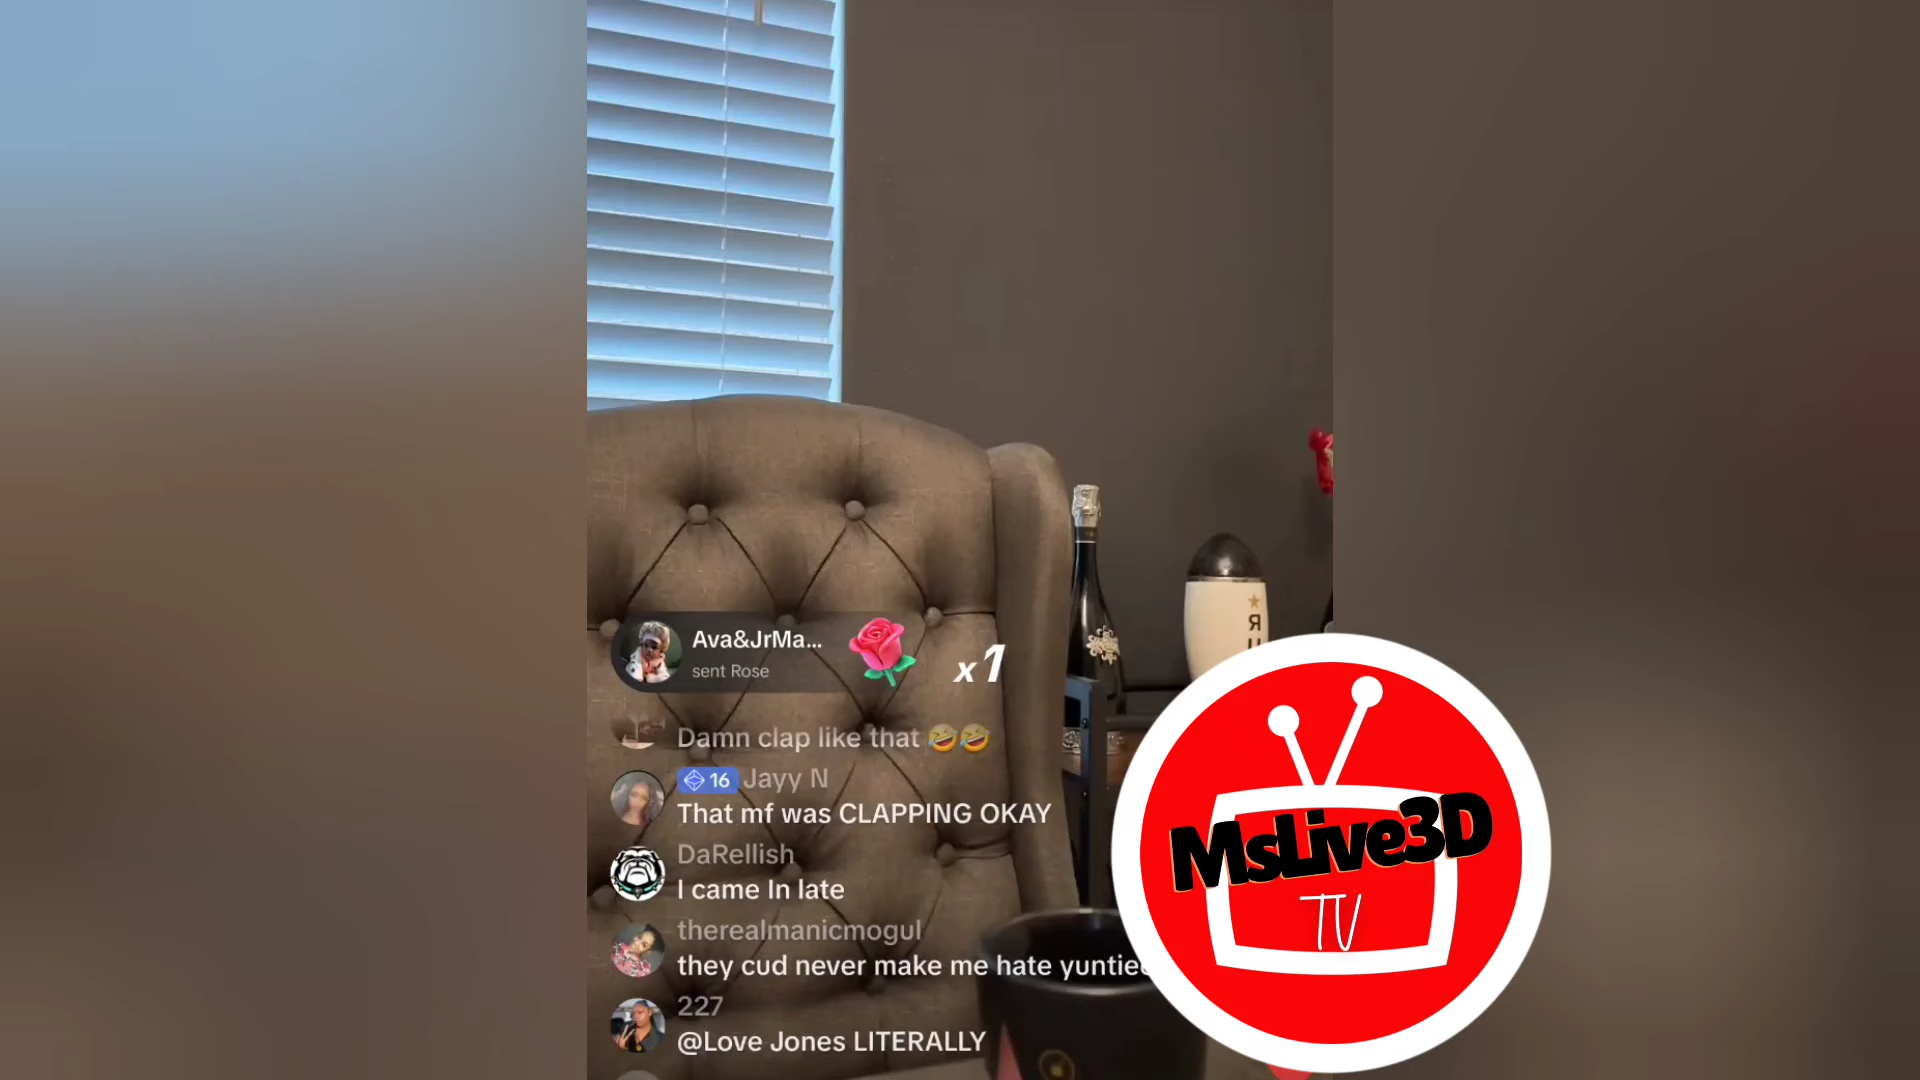 Ava&JrMa...
sent Rose
x1
Damn clap like that 🤣🤣
16 Jayy N
That mf was CLAPPING OKAY
DaRellish
I came In late
therealmanicmogul
they cud never make me hate yuntie
227
@Love Jones LITERALLY
MsLive3D
TV